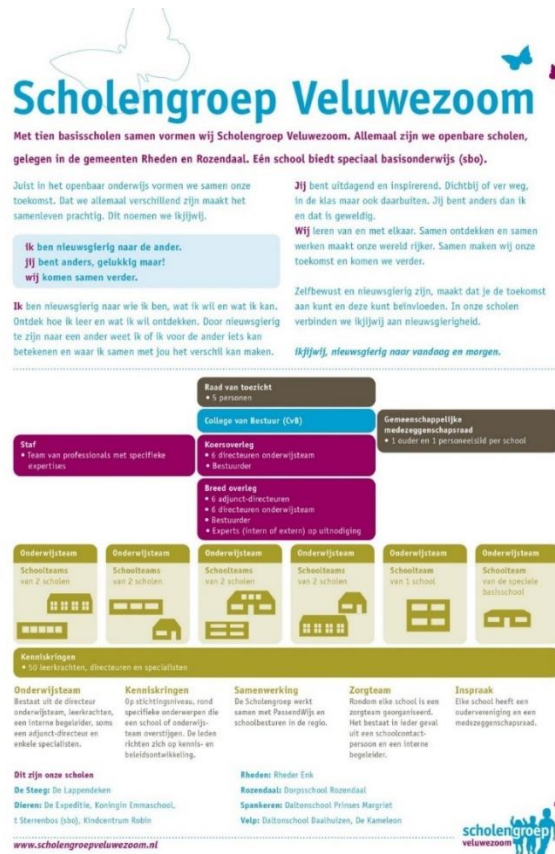 Scholengroep Veluwezoom
Met tien basisscholen samen vormen wij Scholengroep Veluwezoom. Allemaal zijn we openbare scholen,
gelegen in de gemeenten Rheden en Rozendaal. Eén school biedt speciaal basisonderwijs (sbo).
Juist in het openbaar onderwijs vormen we samen onze
toekomst. Dat we allemaal verschillend zijn maakt het
samenleven prachtig. Dit noemen we ikjijwij.
ik ben nieuwsgierig naar de ander.
jij bent anders, gelukkig maar!
wij komen samen verder.
Ik ben nieuwsgierig naar wie ik ben, wat ik wil en wat ik kan.
Ontdek hoe ik leer en wat ik wil ontdekken. Door nieuwsgierig
te zijn naar een ander weet ik of ik voor de ander iets kan
betekenen en waar ik samen met jou het verschil kan maken.
Jij bent uitdagend en inspirerend. Dichtbij of ver weg,
in de klas maar ook daarbuiten. Jij bent anders dan ik
en dat is geweldig.
Wij leren van en met elkaar. Samen ontdekken en samen
werken maakt onze wereld rijker. Samen maken wij onze
toekomst en komen we verder.
Zelfbewust en nieuwsgierig zijn, maakt dat je de toekomst
aan kunt en deze kunt beïnvloeden. In onze scholen
verbinden we ikjijwij aan nieuwsgierigheid.
ikjijwij, nieuwsgierig naar vandaag en morgen.
Raad van toezicht
• 5 personen
College van Bestuur (CvB)
Gemeenschappelijke
medezeggenschapsraad
• 1 ouder en 1 personeelslid per school
Staf
• Team van professionals met specifieke
expertises
Koersoverleg
• 6 directeuren onderwijsteam
• Bestuurder
Breed overleg
• 6 adjunct-directeuren
• 6 directeuren onderwijsteam
• Bestuurder
• Experts (intern of extern) op uitnodiging
Onderwijsteam
Schoolteams
van 2 scholen
Onderwijsteam
Schoolteams
van 2 scholen
Onderwijsteam
Schoolteams
van 2 scholen
Onderwijsteam
Schoolteams
van 2 scholen
Onderwijsteam
Schoolteam
van 1 school
Onderwijsteam
Schoolteam
van de speciale
basisschool
Kenniskringen
• 50 leerkrachten, directeuren en specialisten
Onderwijsteam
Bestaat uit de directeur
onderwijsteam, leerkrachten,
een interne begeleider, soms
een adjunct-directeur en
enkele specialisten.
Kenniskringen
Op stichtingsniveau, rond
specifieke onderwerpen die
een school of onderwijs-
team overstijgen. De leden
richten zich op kennis- en
beleidsontwikkeling.
Samenwerking
De Scholengroep werkt
samen met PassendWijs en
schoolbesturen in de regio.
Zorgteam
Rondom elke school is een
zorgteam georganiseerd.
Het bestaat in ieder geval
uit een schoolcontact-
persoon en een interne
begeleider.
Inspraak
Elke school heeft een
oudervereniging en een
medezeggenschapsraad.
Dit zijn onze scholen
De Steeg: De Lappendeken
Dieren: De Expeditie, Koningin Emmaschool,
t Sterrenbos (sbo), Kindcentrum Robin
Rheden: Rheder Enk
Rozendaal: Dorpsschool Rozendaal
Spankeren: Daltonschool Prinses Margriet
Velp: Daltonschool Baalhuizen, De Kameleon
www.scholengroepveluwezoom.nl
scholengroep
veluwezoom